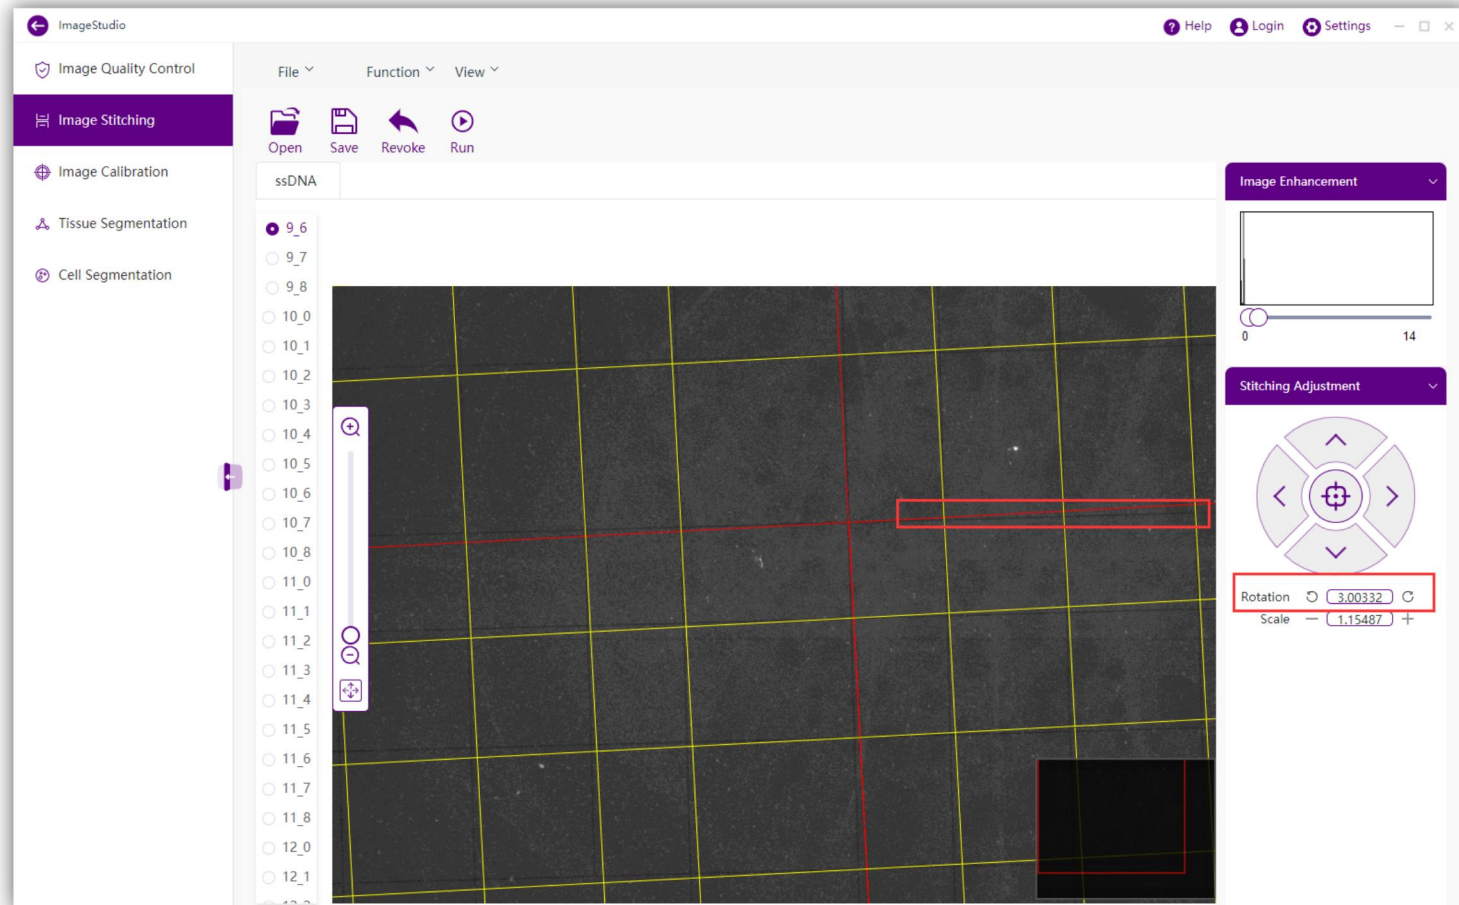 ImageStudio
Help Login Settings
Image Quality Control
Image Stitching
Image Calibration
Tissue Segmentation
Cell Segmentation
File Function View
Open Save Revoke Run
ssDNA
9_6
9_7
9_8
10_0
10_1
10_2
10_3
10_4
10_5
10_6
10_7
10_8
11_0
11_1
11_2
11_3
11_4
11_5
11_6
11_7
11_8
12_0
12_1
Image Enhancement
0 14
Stitching Adjustment
Rotation 3.00332
Scale 1.15487